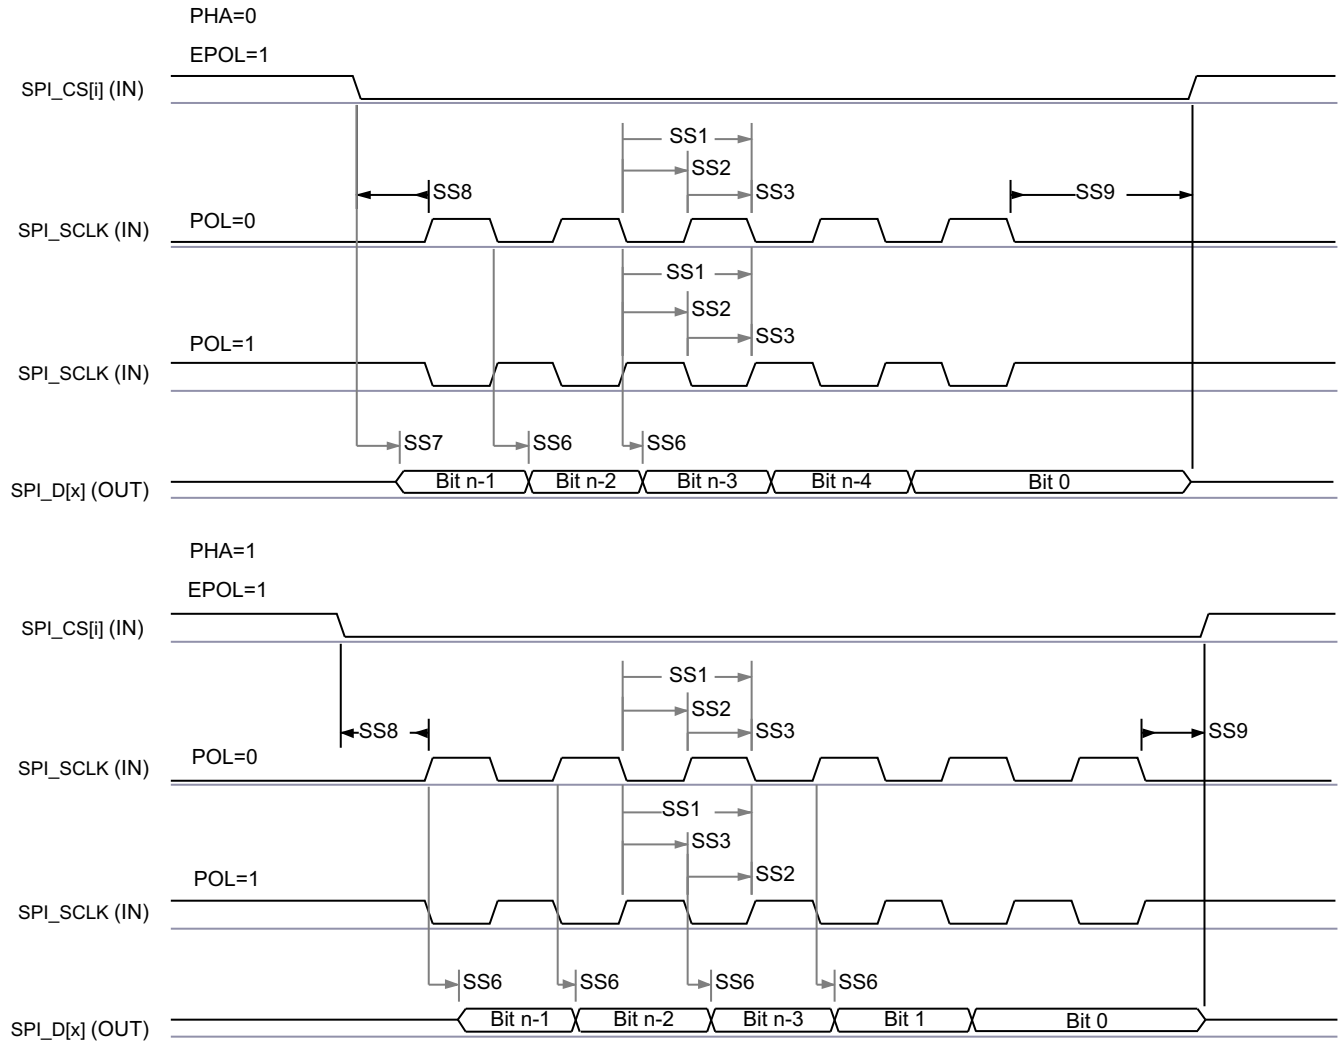 PHA=0
EPOL=1
SPI_CS[i] (IN)
SS1
SS2
SS8
SS3
SS9
POL=0
SPI_SCLK (IN)
SS1
SS2
SS3
POL=1
SPI_SCLK (IN)
SS7
SS6
SS6
SPI_D[x] (OUT)
Bit n-1
Bit n-2
Bit n-3
Bit n-4
Bit 0
PHA=1
EPOL=1
SPI_CS[i] (IN)
SS1
SS2
SS8
SS3
SS9
POL=0
SPI_SCLK (IN)
SS1
SS3
SS2
POL=1
SPI_SCLK (IN)
SS6
SS6
SS6
SS6
SPI_D[x] (OUT)
Bit n-1
Bit n-2
Bit n-3
Bit 1
Bit 0